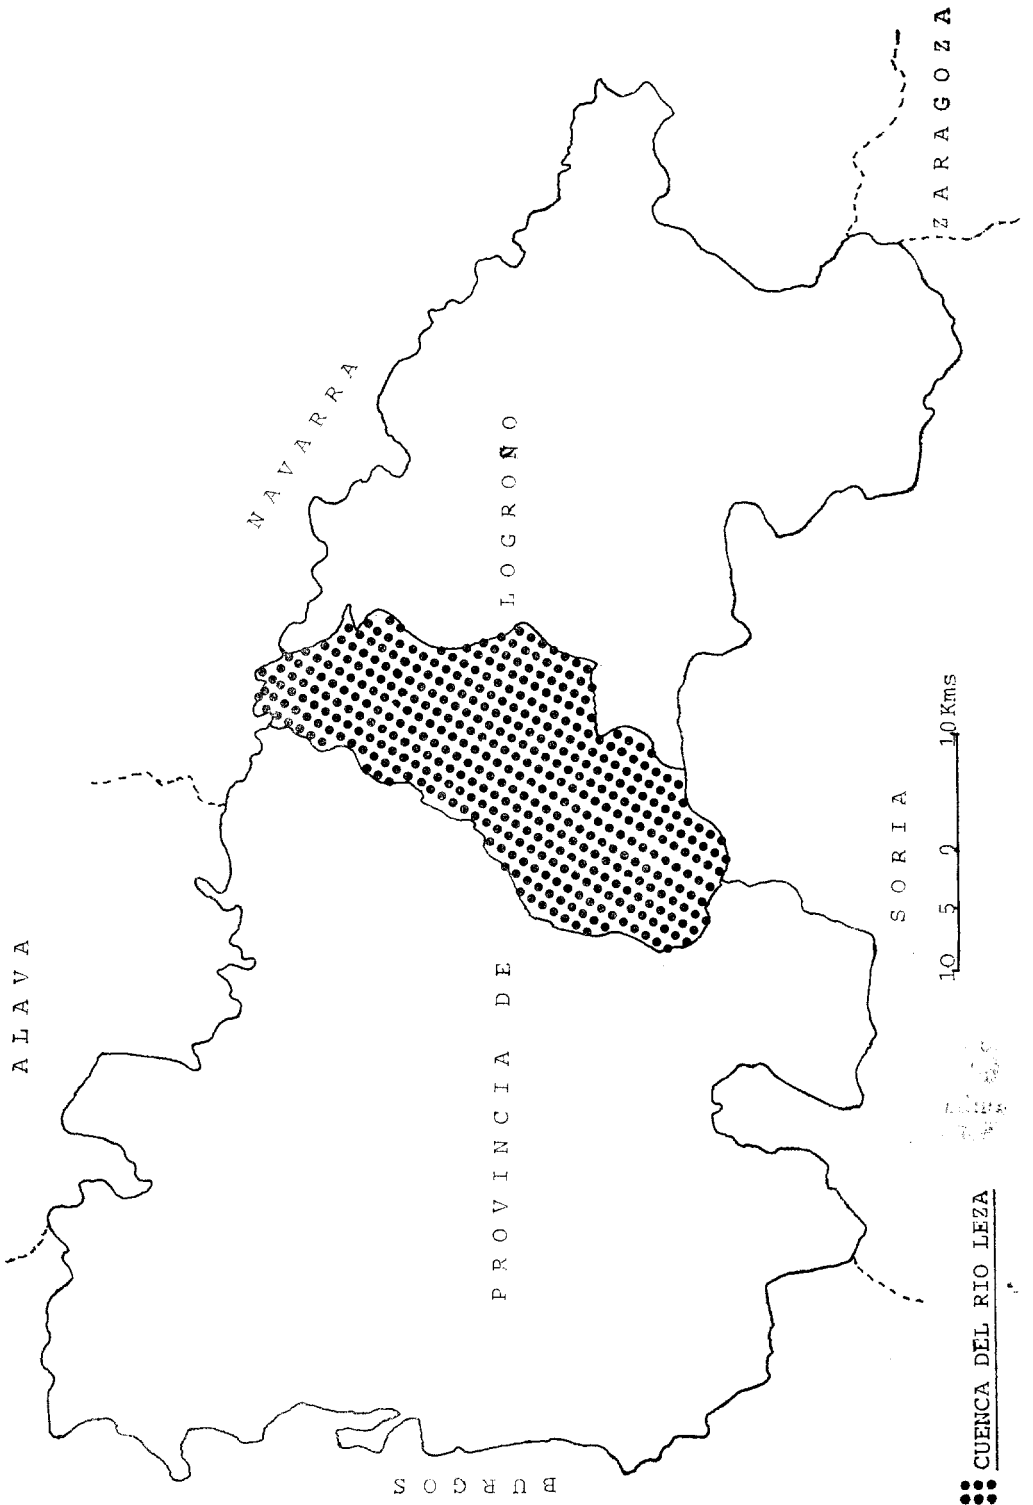 ALAVA
NAVARRA
BURGOS
PROVINCIA DE LOGROÑO
ZARAGOZA
SORIA
10 5 0 10 Kms
CUENCA DEL RIO LEZA